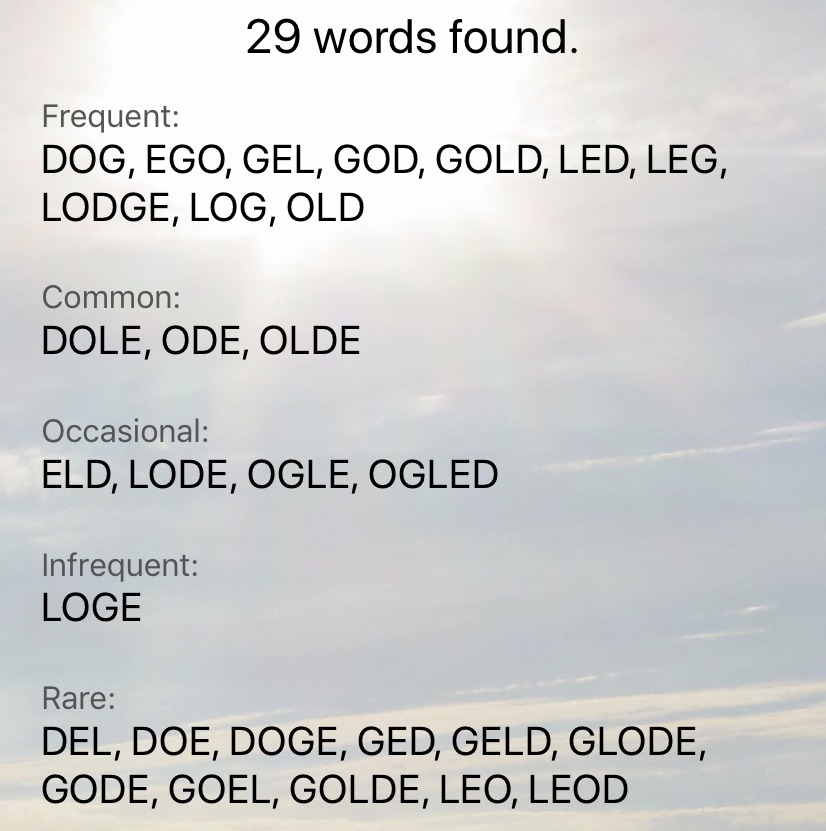 29 words found.
Frequent:
DOG, EGO, GEL, GOD, GOLD, LED, LEG,
LODGE, LOG, OLD
Common:
DOLE, ODE, OLDE
Occasional:
ELD, LODE, OGLE, OGLED
Infrequent:
LOGE
Rare:
DEL, DOE, DOGE, GED, GELD, GLODE,
GODE, GOEL, GOLDE, LEO, LEOD